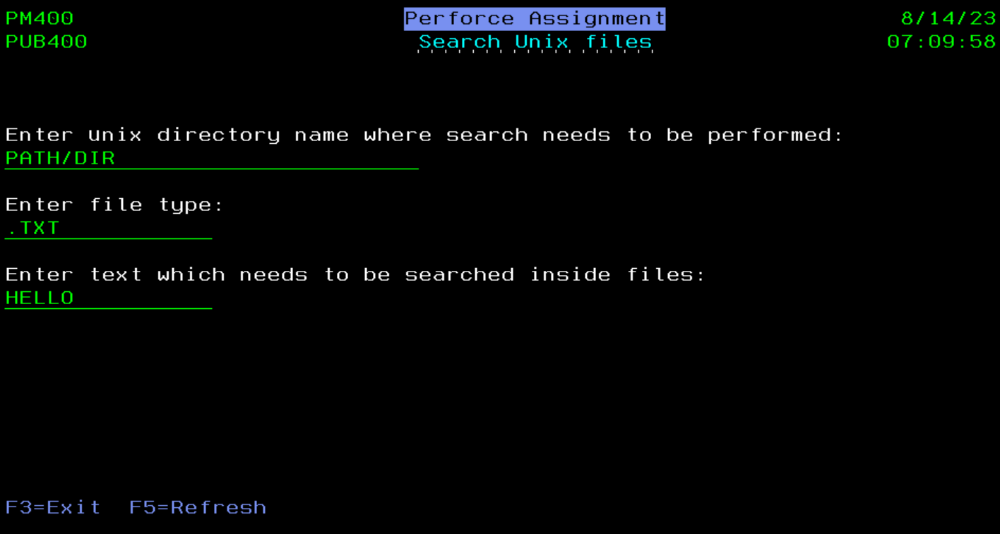 PM400 Perforce Assignment 8/14/23
PUB400 Search Unix files 07:09:58
Enter unix directory name where search needs to be performed:
PATH/DIR
Enter file type:
.TXT
Enter text which needs to be searched inside files:
HELLO
F3=Exit F5=Refresh